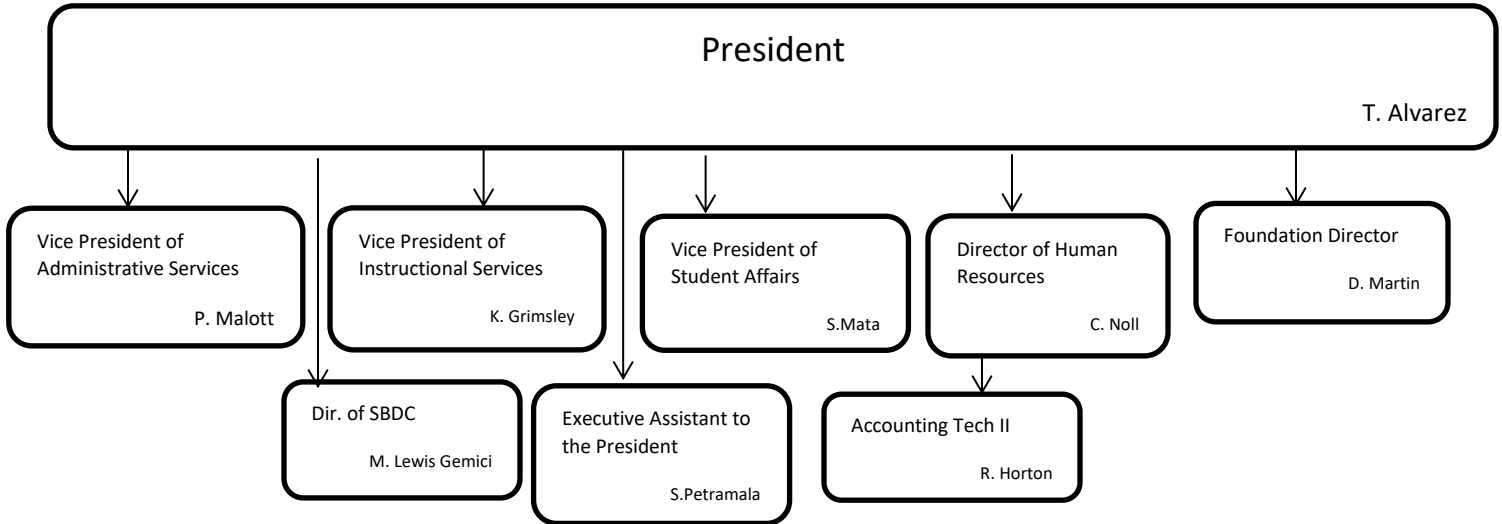 President
T. Alvarez
Vice President of
Administrative Services
P. Malott
Vice President of
Instructional Services
K. Grimsley
Vice President of
Student Affairs
S.Mata
Director of Human
Resources
C. Noll
Foundation Director
D. Martin
Dir. of SBDC
M. Lewis Gemici
Executive Assistant to
the President
S.Petramala
Accounting Tech II
R. Horton